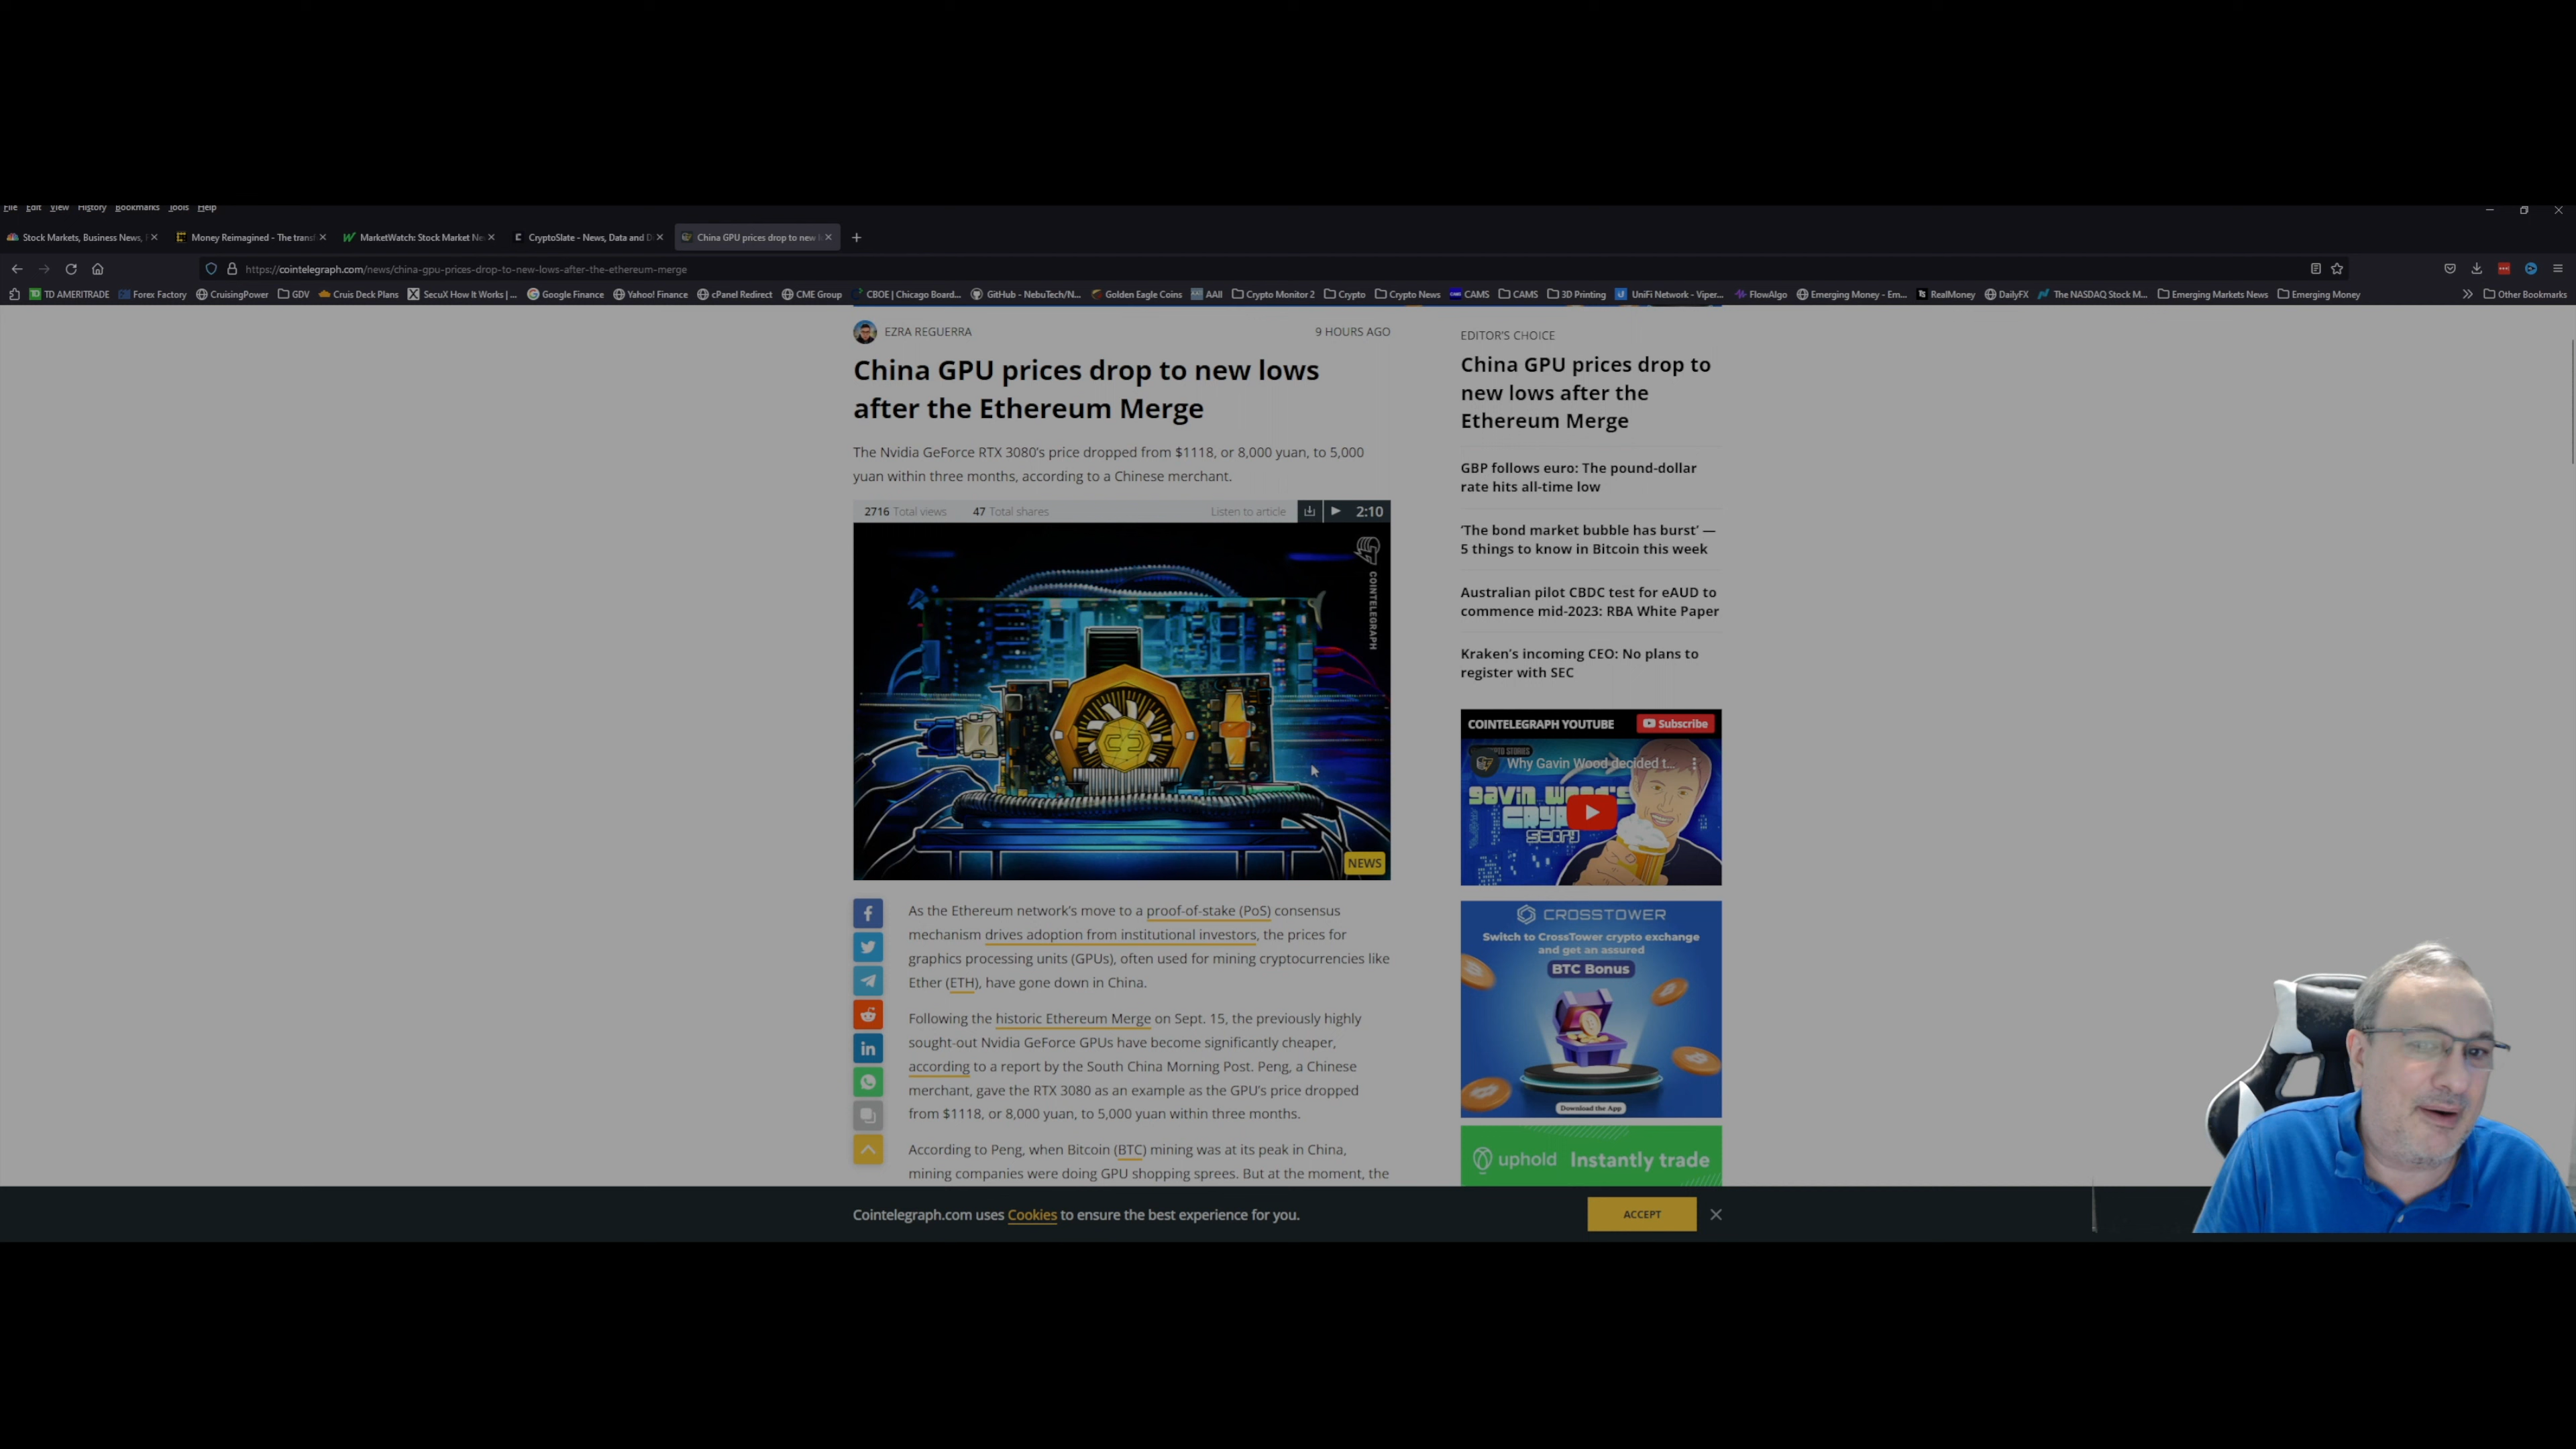 File Edit View History Bookmarks Tools Help
Stock Markets, Business News,
Money Reimagined - The transf
MarketWatch: Stock Market Ne
CryptoSlate - News, Data and D
China GPU prices drop to new l
https://cointelegraph.com/news/china-gpu-prices-drop-to-new-lows-after-the-ethereum-merge
TD AMERITRADE Forex Factory CruisingPower GDV Cruis Deck Plans SecuX How It Works | ... Google Finance Yahoo! Finance cPanel Redirect CME Group CBOE | Chicago Board... GitHub - NebuTech/N... Golden Eagle Coins AAII Crypto Monitor 2 Crypto Crypto News CAMS CAMS 3D Printing UniFi Network - Viper... FlowAlgo Emerging Money - Em... RealMoney DailyFX The NASDAQ Stock M... Emerging Markets News Emerging Money Other Bookmarks
EZRA REGUERRA
9 HOURS AGO
China GPU prices drop to new lows
after the Ethereum Merge
The Nvidia GeForce RTX 3080's price dropped from $1118, or 8,000 yuan, to 5,000
yuan within three months, according to a Chinese merchant.
2716 Total views 47 Total shares Listen to article 2:10
COINTELEGRAPH
NEWS
As the Ethereum network's move to a proof-of-stake (PoS) consensus
mechanism drives adoption from institutional investors, the prices for
graphics processing units (GPUs), often used for mining cryptocurrencies like
Ether (ETH), have gone down in China.
Following the historic Ethereum Merge on Sept. 15, the previously highly
sought-out Nvidia GeForce GPUs have become significantly cheaper,
according to a report by the South China Morning Post. Peng, a Chinese
merchant, gave the RTX 3080 as an example as the GPU's price dropped
from $1118, or 8,000 yuan, to 5,000 yuan within three months.
According to Peng, when Bitcoin (BTC) mining was at its peak in China,
mining companies were doing GPU shopping sprees. But at the moment, the
EDITOR'S CHOICE
China GPU prices drop to
new lows after the
Ethereum Merge
GBP follows euro: The pound-dollar
rate hits all-time low
'The bond market bubble has burst' —
5 things to know in Bitcoin this week
Australian pilot CBDC test for eAUD to
commence mid-2023: RBA White Paper
Kraken's incoming CEO: No plans to
register with SEC
COINTELEGRAPH YOUTUBE Subscribe
Why Gavin Wood decided t...
GAVIN WOOD'S
STORY
CROSSTOWER
Switch to CrossTower crypto exchange
and get an assured
BTC Bonus
Download the App
uphold Instantly trade
Cointelegraph.com uses Cookies to ensure the best experience for you.
ACCEPT